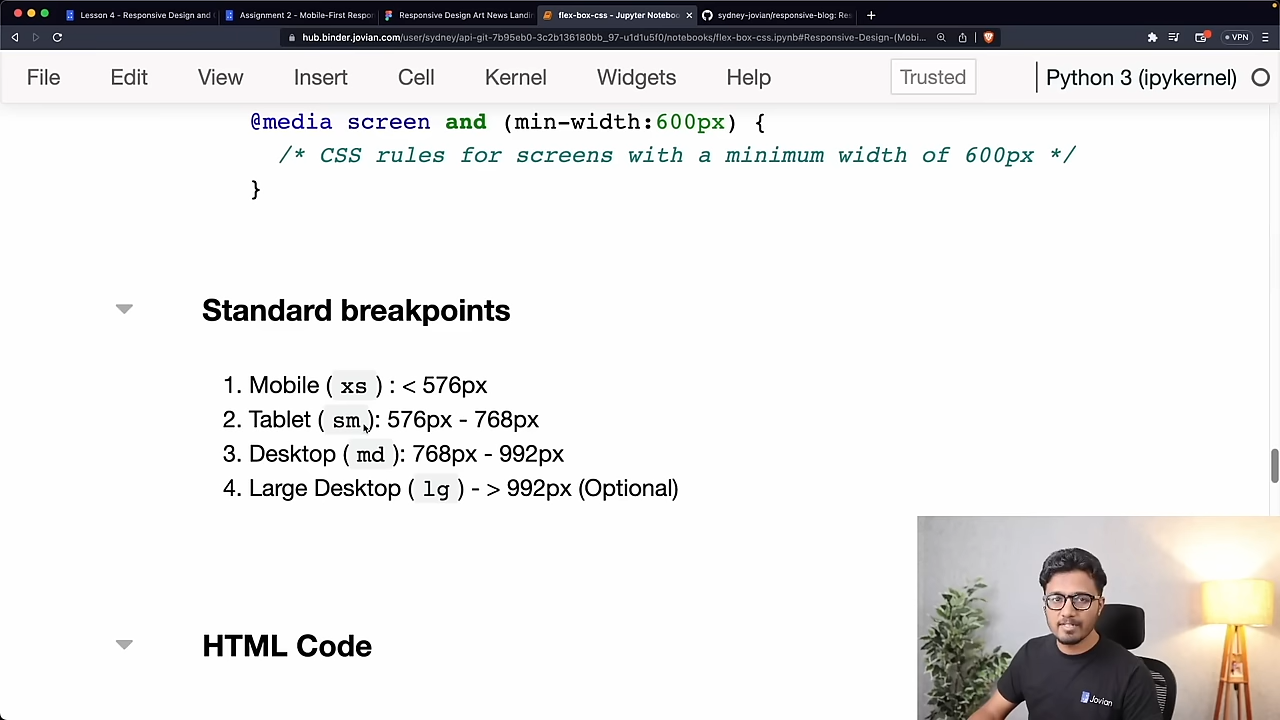 Lesson 4 - Responsive Design and
Assignment 2 - Mobile-First Respon
Responsive Design Art News Landin
flex-box-css - Jupyter Notebook
sydney-jovian/responsive-blog: Res
hub.binder.jovian.com/user/sydney/api-git-7b95eb0-3c2b136180bb_97-u1d1u5f0/notebooks/flex-box-css.ipynb#Responsive-Design-(Mobi...
VPN
File Edit View Insert Cell Kernel Widgets Help Trusted Python 3 (ipykernel)
@media screen and (min-width:600px) {
/* CSS rules for screens with a minimum width of 600px */
}
Standard breakpoints
1. Mobile ( xs ) : < 576px
2. Tablet ( sm ): 576px - 768px
3. Desktop ( md ): 768px - 992px
4. Large Desktop ( lg ) - > 992px (Optional)
HTML Code
Jovian